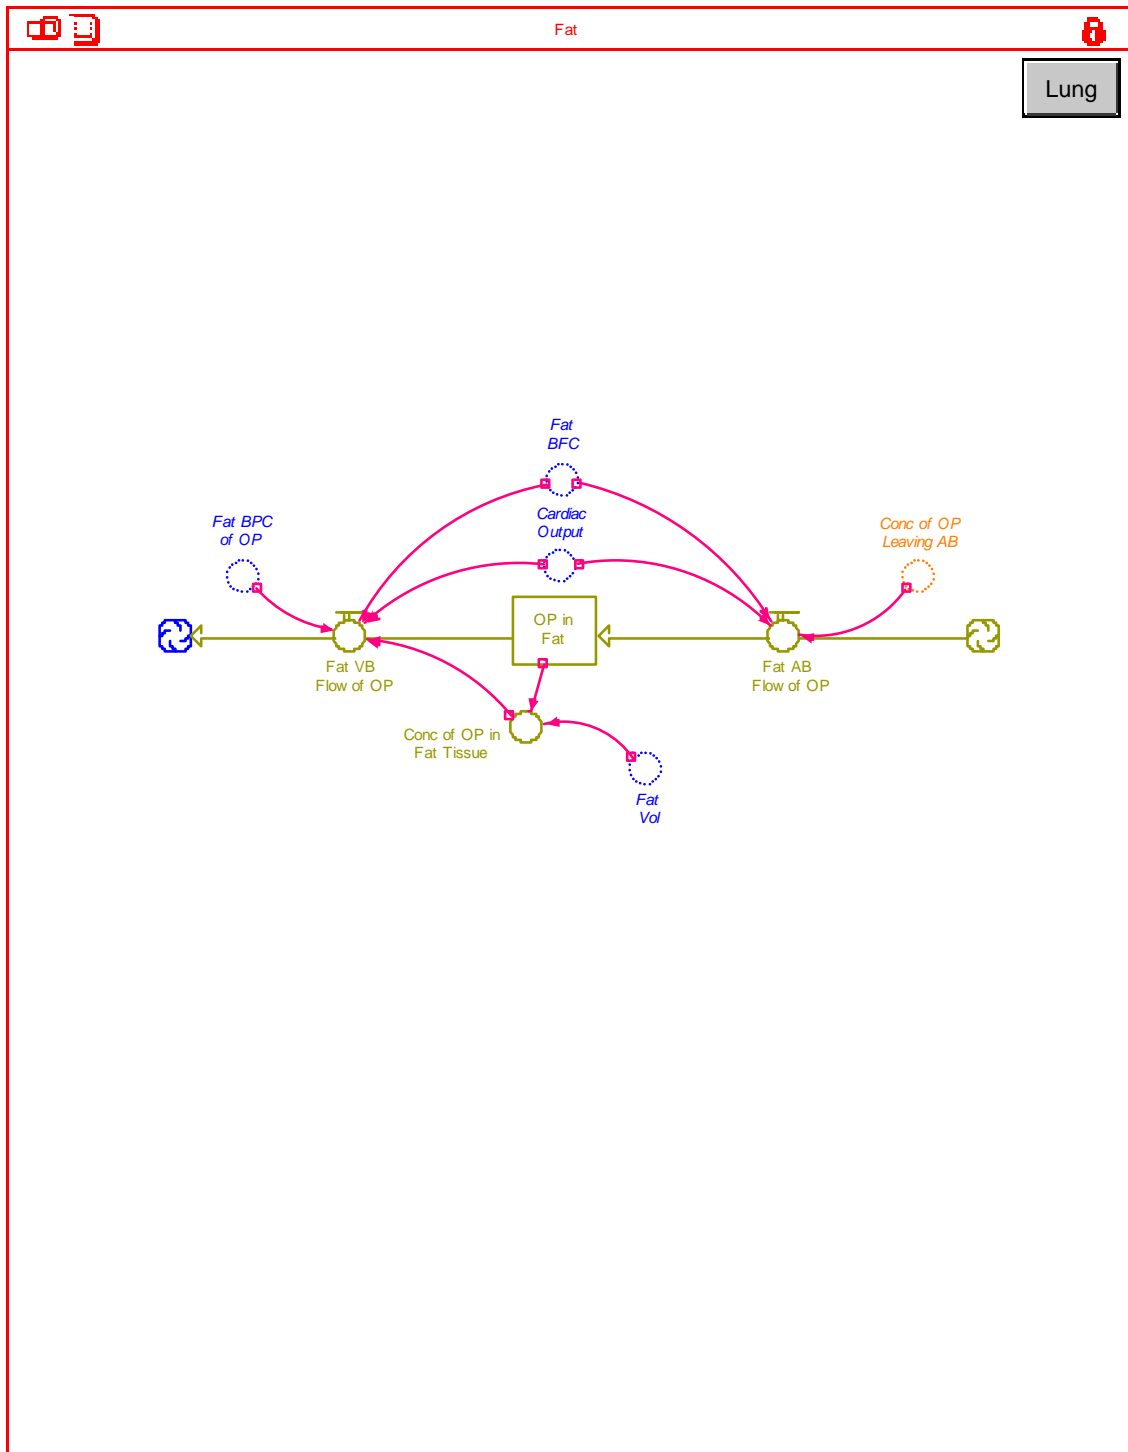 Fat
Lung
Fat
BFC
Cardiac
Output
Fat BPC
of OP
Conc of OP
Leaving AB
OP in
Fat
Fat VB
Flow of OP
Fat AB
Flow of OP
Conc of OP in
Fat Tissue
Fat
Vol